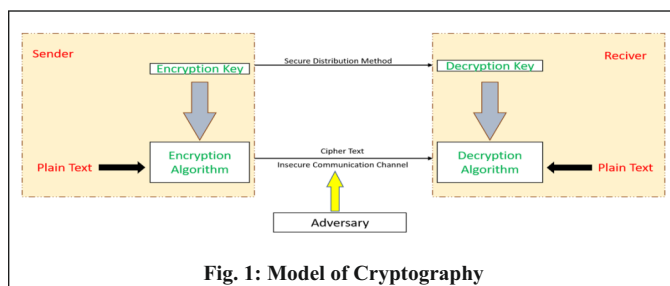 Sender
Reciver
Encryption Key
Secure Distribution Method
Decryption Key
Plain Text
Encryption
Algorithm
Cipher Text
Insecure Communication Channel
Decryption
Algorithm
Plain Text
Adversary
Fig. 1: Model of Cryptography